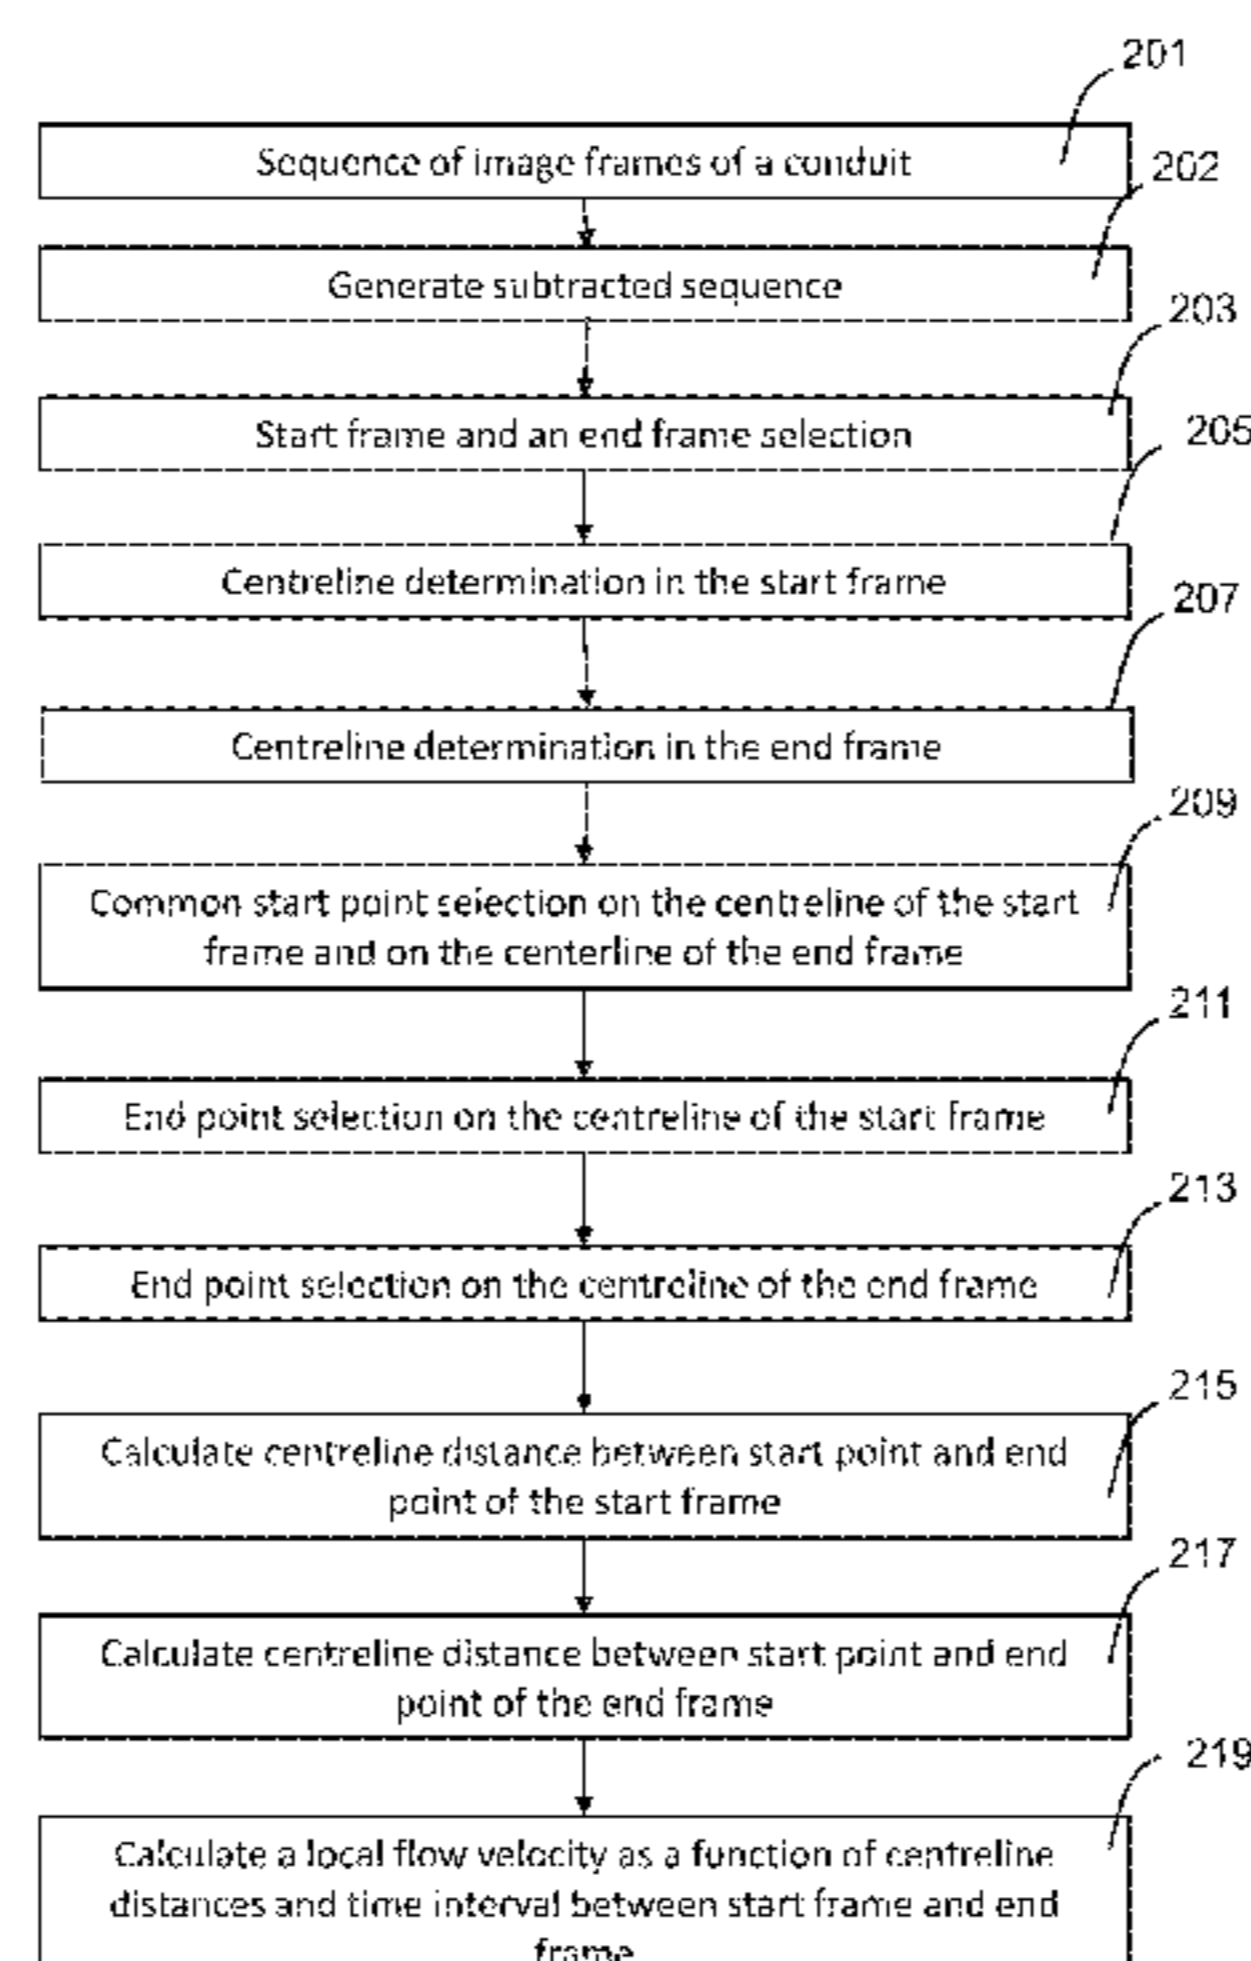 201
Sequence of image frames of a conduit
202
Generate subtracted sequence
203
Start frame and an end frame selection
205
Centreline determination in the start frame
207
Centreline determination in the end frame
209
Common start point selection on the centreline of the start
frame and on the centerline of the end frame
211
End point selection on the centreline of the start frame
213
End point selection on the centreline of the end frame
215
Calculate centreline distance between start point and end
point of the start frame
217
Calculate centreline distance between start point and end
point of the end frame
219
Calculate a local flow velocity as a function of centreline
distances and time interval between start frame and end
frame